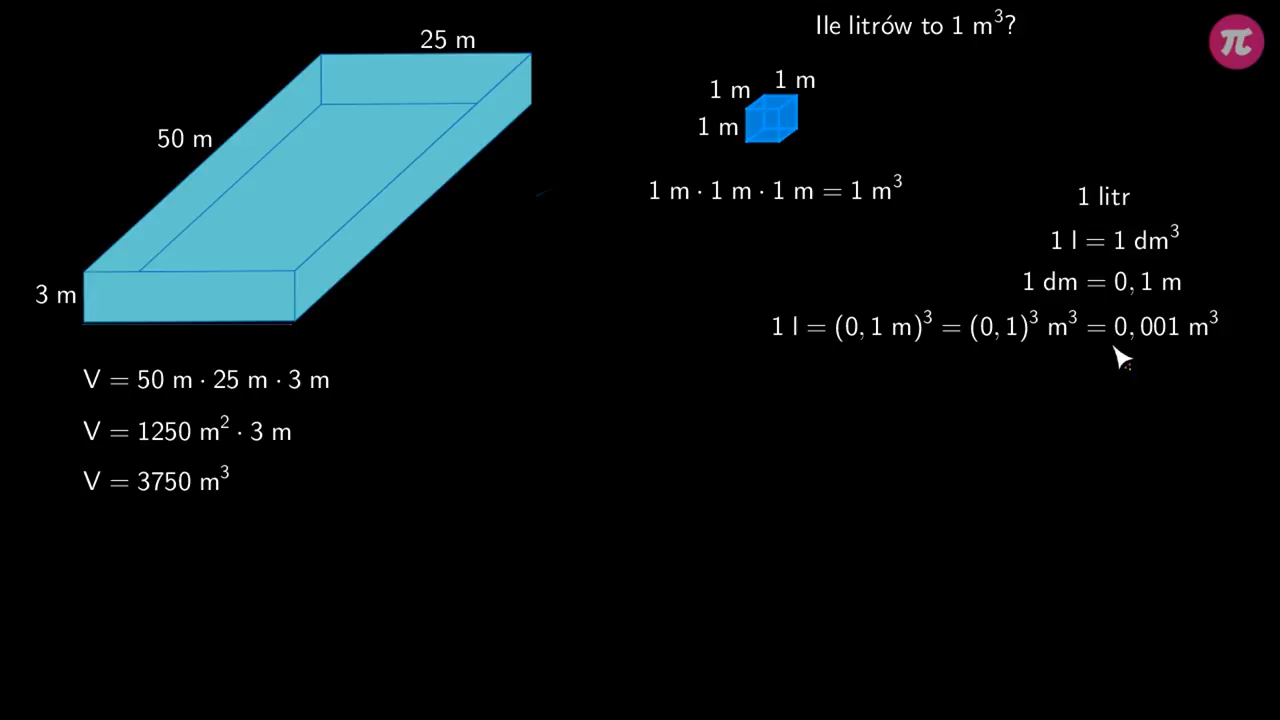 25 m
50 m
3 m
V = 50 m · 25 m · 3 m
V = 1250 m² · 3 m
V = 3750 m³
Ile litrów to 1 m³?
π
1 m
1 m
1 m
1 m · 1 m · 1 m = 1 m³
1 litr
1 l = 1 dm³
1 dm = 0,1 m
1 l = (0,1 m)³ = (0,1)³ m³ = 0,001 m³